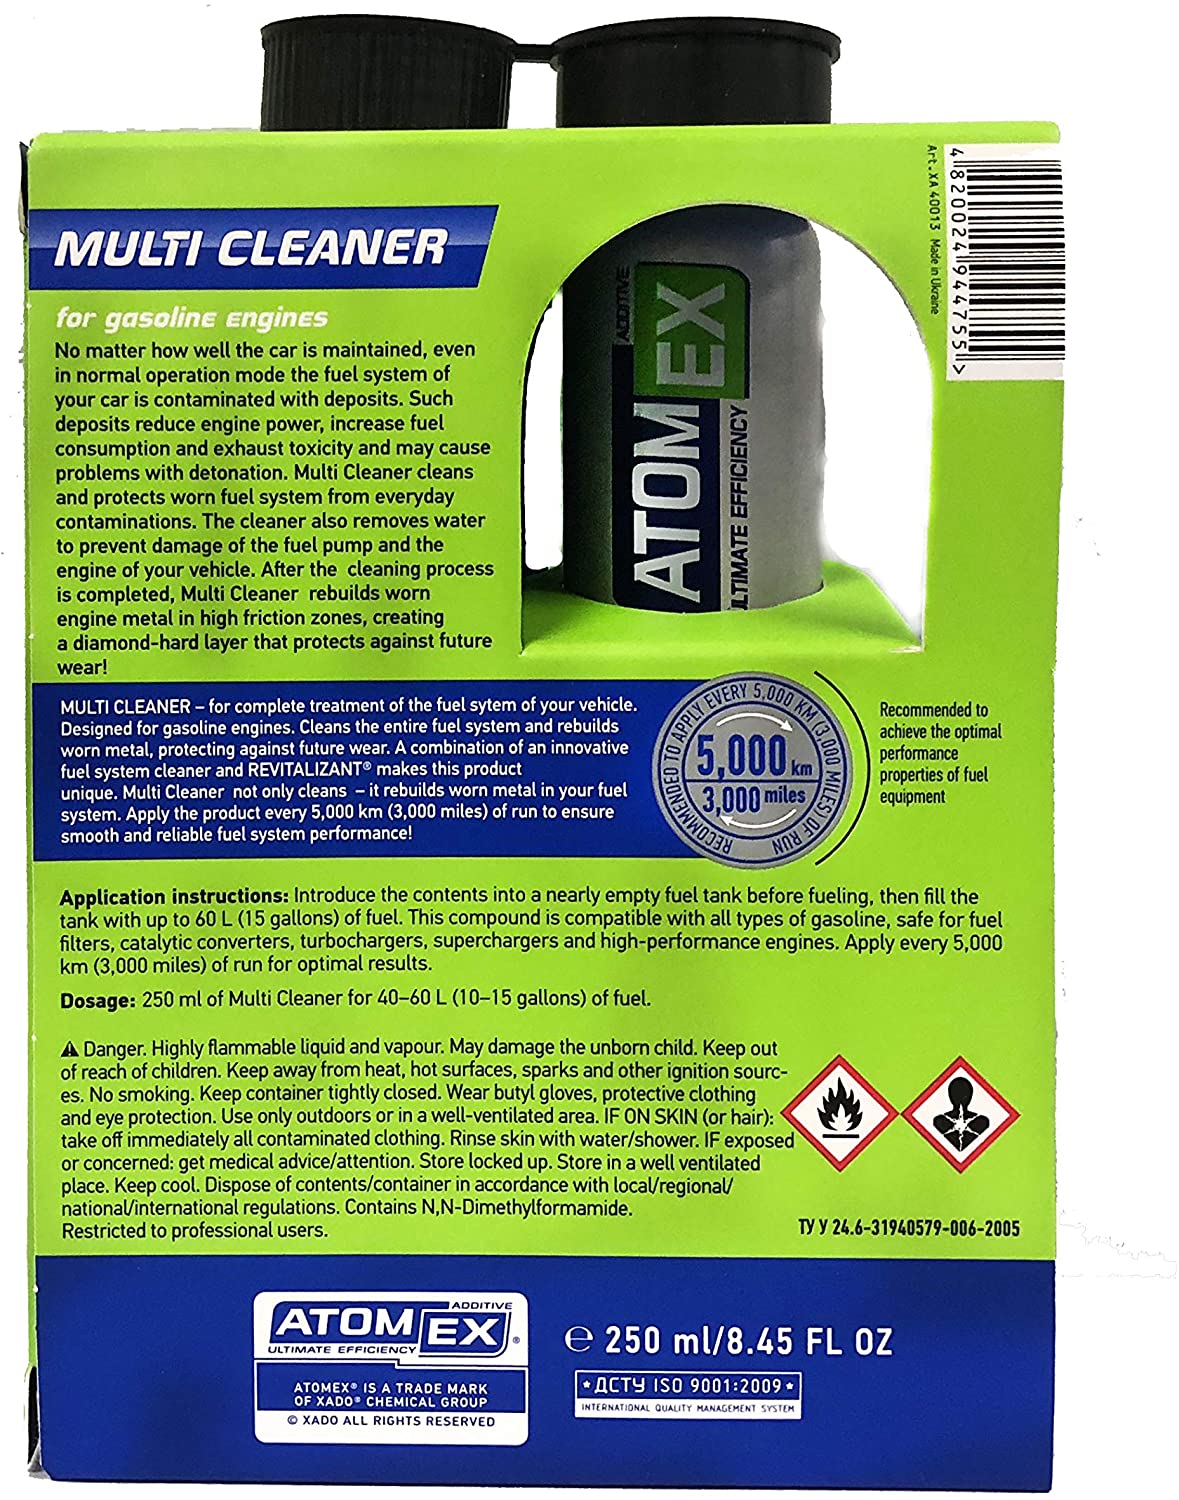 4820024944755>
Art.XA 40013 Made in Ukraine
MULTI CLEANER
for gasoline engines
No matter how well the car is maintained, even
in normal operation mode the fuel system of
your car is contaminated with deposits. Such
deposits reduce engine power, increase fuel
consumption and exhaust toxicity and may cause
problems with detonation. Multi Cleaner cleans
and protects worn fuel system from everyday
contaminations. The cleaner also removes water
to prevent damage of the fuel pump and the
engine of your vehicle. After the cleaning process
is completed, Multi Cleaner rebuilds worn
engine metal in high friction zones, creating
a diamond-hard layer that protects against future
wear!
ADDITIVE
ATOMEX
ULTIMATE EFFICIENCY
MULTI CLEANER – for complete treatment of the fuel sytem of your vehicle.
Designed for gasoline engines. Cleans the entire fuel system and rebuilds
worn metal, protecting against future wear. A combination of an innovative
fuel system cleaner and REVITALIZANT® makes this product
unique. Multi Cleaner not only cleans – it rebuilds worn metal in your fuel
system. Apply the product every 5,000 km (3,000 miles) of run to ensure
smooth and reliable fuel system performance!
RECOMMENDED TO APPLY EVERY 5,000 KM (3,000 MILES) OF RUN
5,000 km
3,000 miles
Recommended to
achieve the optimal
performance
properties of fuel
equipment
Application instructions: Introduce the contents into a nearly empty fuel tank before fueling, then fill the
tank with up to 60 L (15 gallons) of fuel. This compound is compatible with all types of gasoline, safe for fuel
filters, catalytic converters, turbochargers, superchargers and high-performance engines. Apply every 5,000
km (3,000 miles) of run for optimal results.
Dosage: 250 ml of Multi Cleaner for 40–60 L (10–15 gallons) of fuel.
Danger. Highly flammable liquid and vapour. May damage the unborn child. Keep out
of reach of children. Keep away from heat, hot surfaces, sparks and other ignition sourc-
es. No smoking. Keep container tightly closed. Wear butyl gloves, protective clothing
and eye protection. Use only outdoors or in a well-ventilated area. IF ON SKIN (or hair):
take off immediately all contaminated clothing. Rinse skin with water/shower. IF exposed
or concerned: get medical advice/attention. Store locked up. Store in a well ventilated
place. Keep cool. Dispose of contents/container in accordance with local/regional/
national/international regulations. Contains N,N-Dimethylformamide.
Restricted to professional users.
ТУ У 24.6-31940579-006-2005
ADDITIVE
ATOMEX®
ULTIMATE EFFICIENCY
ATOMEX® IS A TRADE MARK
OF XADO® CHEMICAL GROUP
© XADO ALL RIGHTS RESERVED
℮ 250 ml/8.45 FL OZ
* ДСТУ ISO 9001:2009 *
INTERNATIONAL QUALITY MANAGEMENT SYSTEM